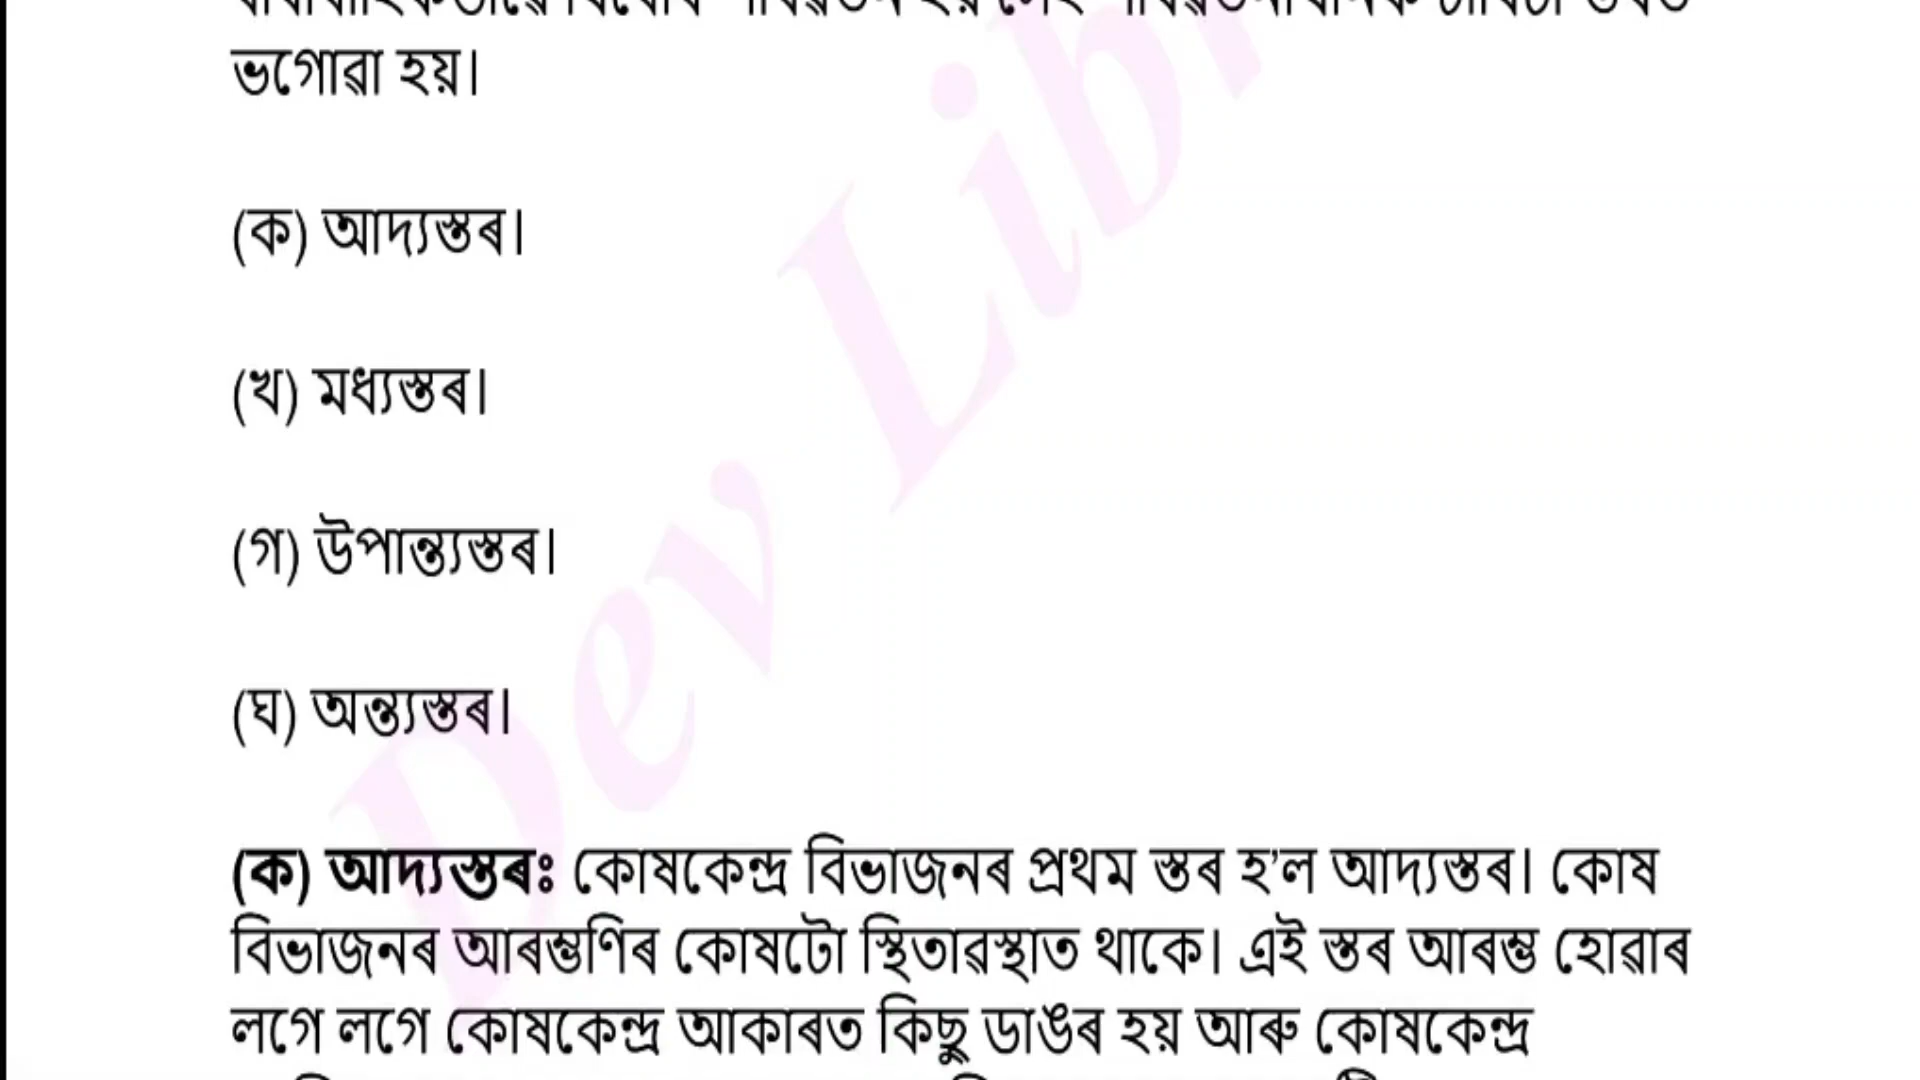 ভগোৱা হয়।
(ক) আদ্যস্তৰ।
(খ) মধ্যস্তৰ।
(গ) উপান্ত্যস্তৰ।
(ঘ) অন্ত্যস্তৰ।
(ক) আদ্যস্তৰঃ কোষকেন্দ্ৰ বিভাজনৰ প্ৰথম স্তৰ হ’ল আদ্যস্তৰ। কোষ
বিভাজনৰ আৰম্ভণিৰ কোষটো স্থিতাৱস্থাত থাকে। এই স্তৰ আৰম্ভ হোৱাৰ
লগে লগে কোষকেন্দ্ৰ আকাৰত কিছু ডাঙৰ হয় আৰু কোষকেন্দ্ৰ
Dev